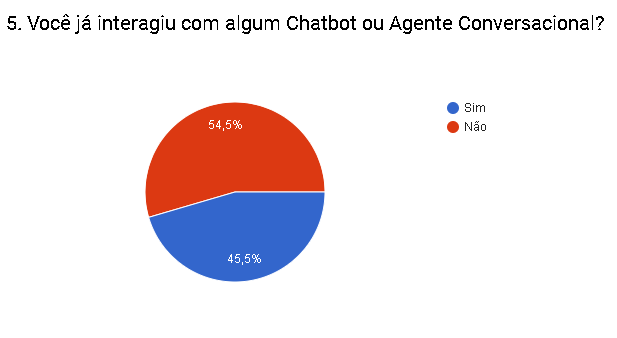 5. Você já interagiu com algum Chatbot ou Agente Conversacional?
Sim
Não
54,5%
45,5%